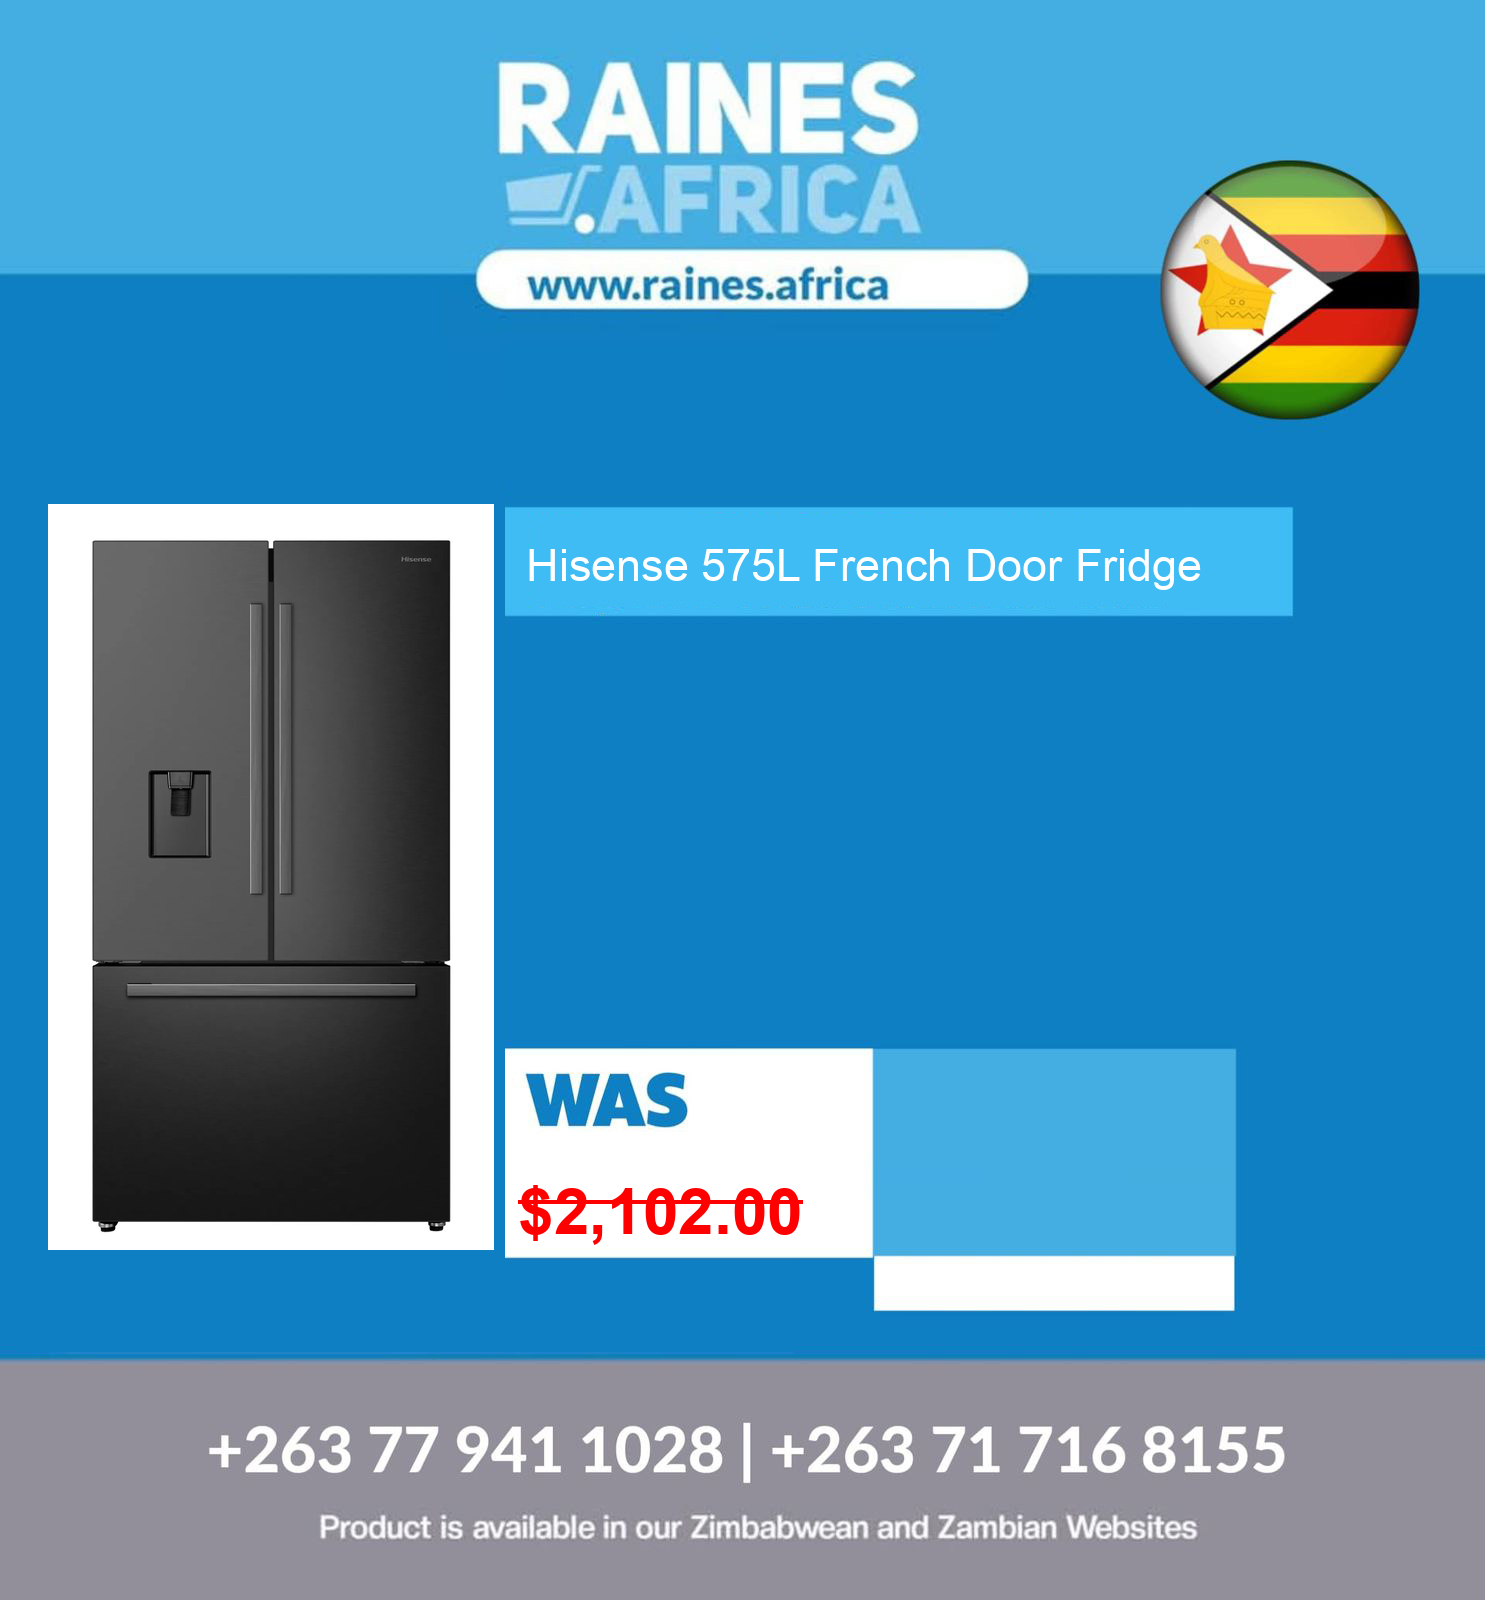 RAINES
.AFRICA
www.raines.africa
Hisense
Hisense 575L French Door Fridge
WAS
$2,102.00
+263 77 941 1028 | +263 71 716 8155
Product is available in our Zimbabwean and Zambian Websites